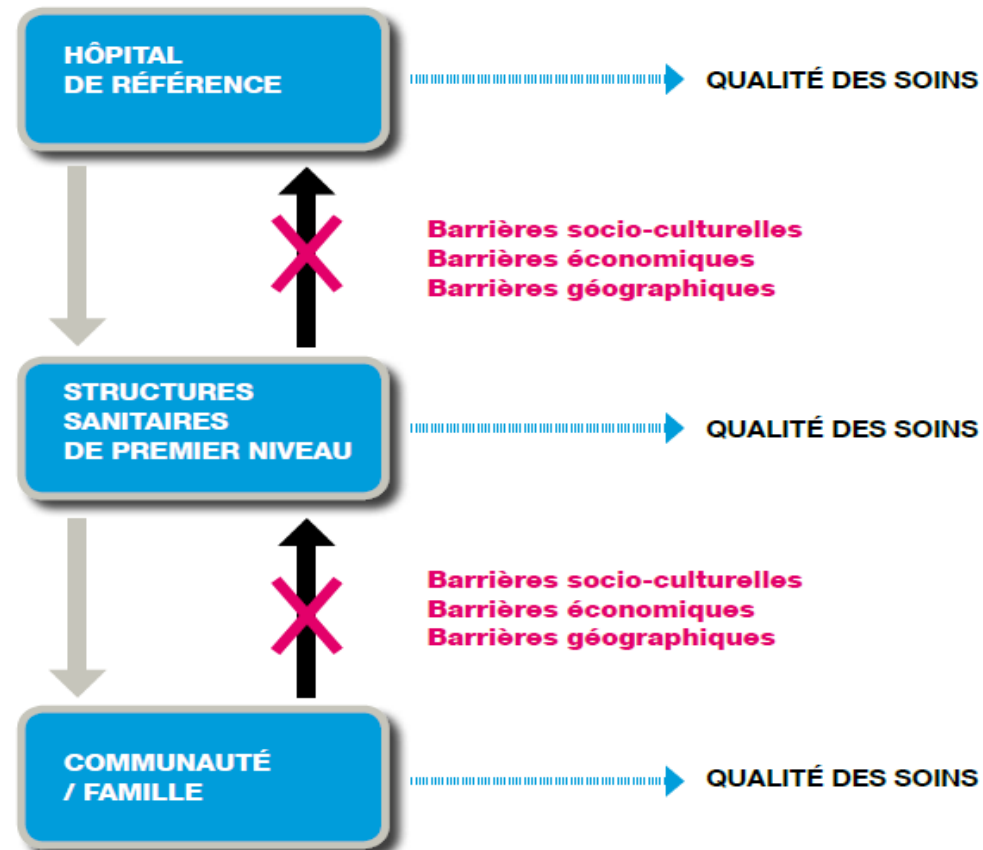 HÔPITAL
DE RÉFÉRENCE
QUALITÉ DES SOINS
Barrières socio-culturelles
Barrières économiques
Barrières géographiques
STRUCTURES
SANITAIRES
DE PREMIER NIVEAU
QUALITÉ DES SOINS
Barrières socio-culturelles
Barrières économiques
Barrières géographiques
COMMUNAUTÉ
/ FAMILLE
QUALITÉ DES SOINS